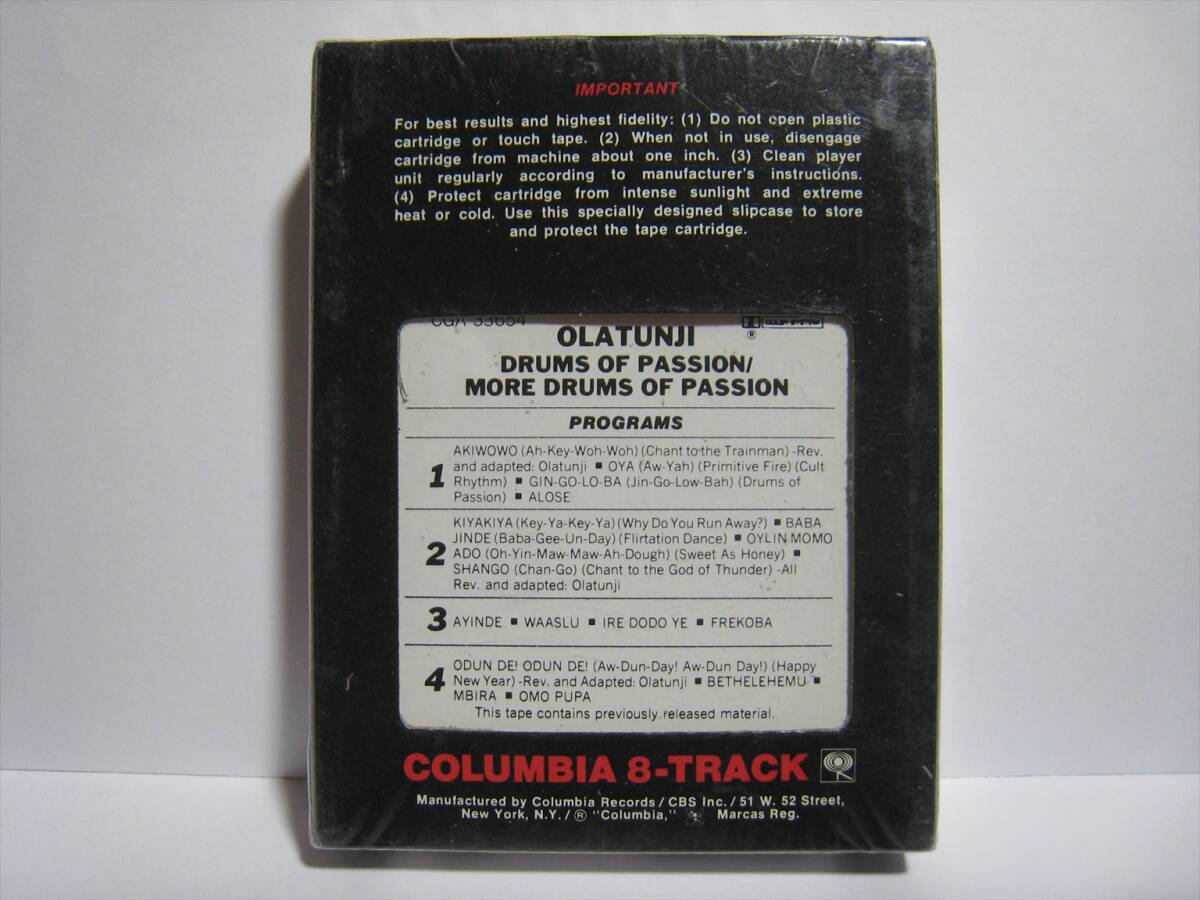 IMPORTANT
For best results and highest fidelity: (1) Do not open plastic
cartridge or touch tape. (2) When not in use, disengage
cartridge from machine about one inch. (3) Clean player
unit regularly according to manufacturer's instructions.
(4) Protect cartridge from intense sunlight and extreme
heat or cold. Use this specially designed slipcase to store
and protect the tape cartridge.
CGA 33654
DOLBY SYSTEM
®
OLATUNJI
DRUMS OF PASSION/
MORE DRUMS OF PASSION
PROGRAMS
1
AKIWOWO (Ah-Key-Woh-Woh) (Chant to the Trainman) -Rev.
and adapted: Olatunji ▪ OYA (Aw-Yah) (Primitive Fire) (Cult
Rhythm) ▪ GIN-GO-LO-BA (Jin-Go-Low-Bah) (Drums of
Passion) ▪ ALOSE
2
KIYAKIYA (Key-Ya-Key-Ya) (Why Do You Run Away?) ▪ BABA
JINDE (Baba-Gee-Un-Day) (Flirtation Dance) ▪ OYLIN MOMO
ADO (Oh-Yin-Maw-Maw-Ah-Dough) (Sweet As Honey) ▪
SHANGO (Chan-Go) (Chant to the God of Thunder) -All
Rev. and adapted: Olatunji
3 AYINDE ▪ WAASLU ▪ IRE DODO YE ▪ FREKOBA
4
ODUN DE! ODUN DE! (Aw-Dun-Day! Aw-Dun Day!) (Happy
New Year) -Rev. and Adapted: Olatunji ▪ BETHELEHEMU ▪
MBIRA ▪ OMO PUPA
This tape contains previously released material.
COLUMBIA 8-TRACK
Manufactured by Columbia Records / CBS Inc. / 51 W. 52 Street,
New York, N.Y. / ® "Columbia," Marcas Reg.